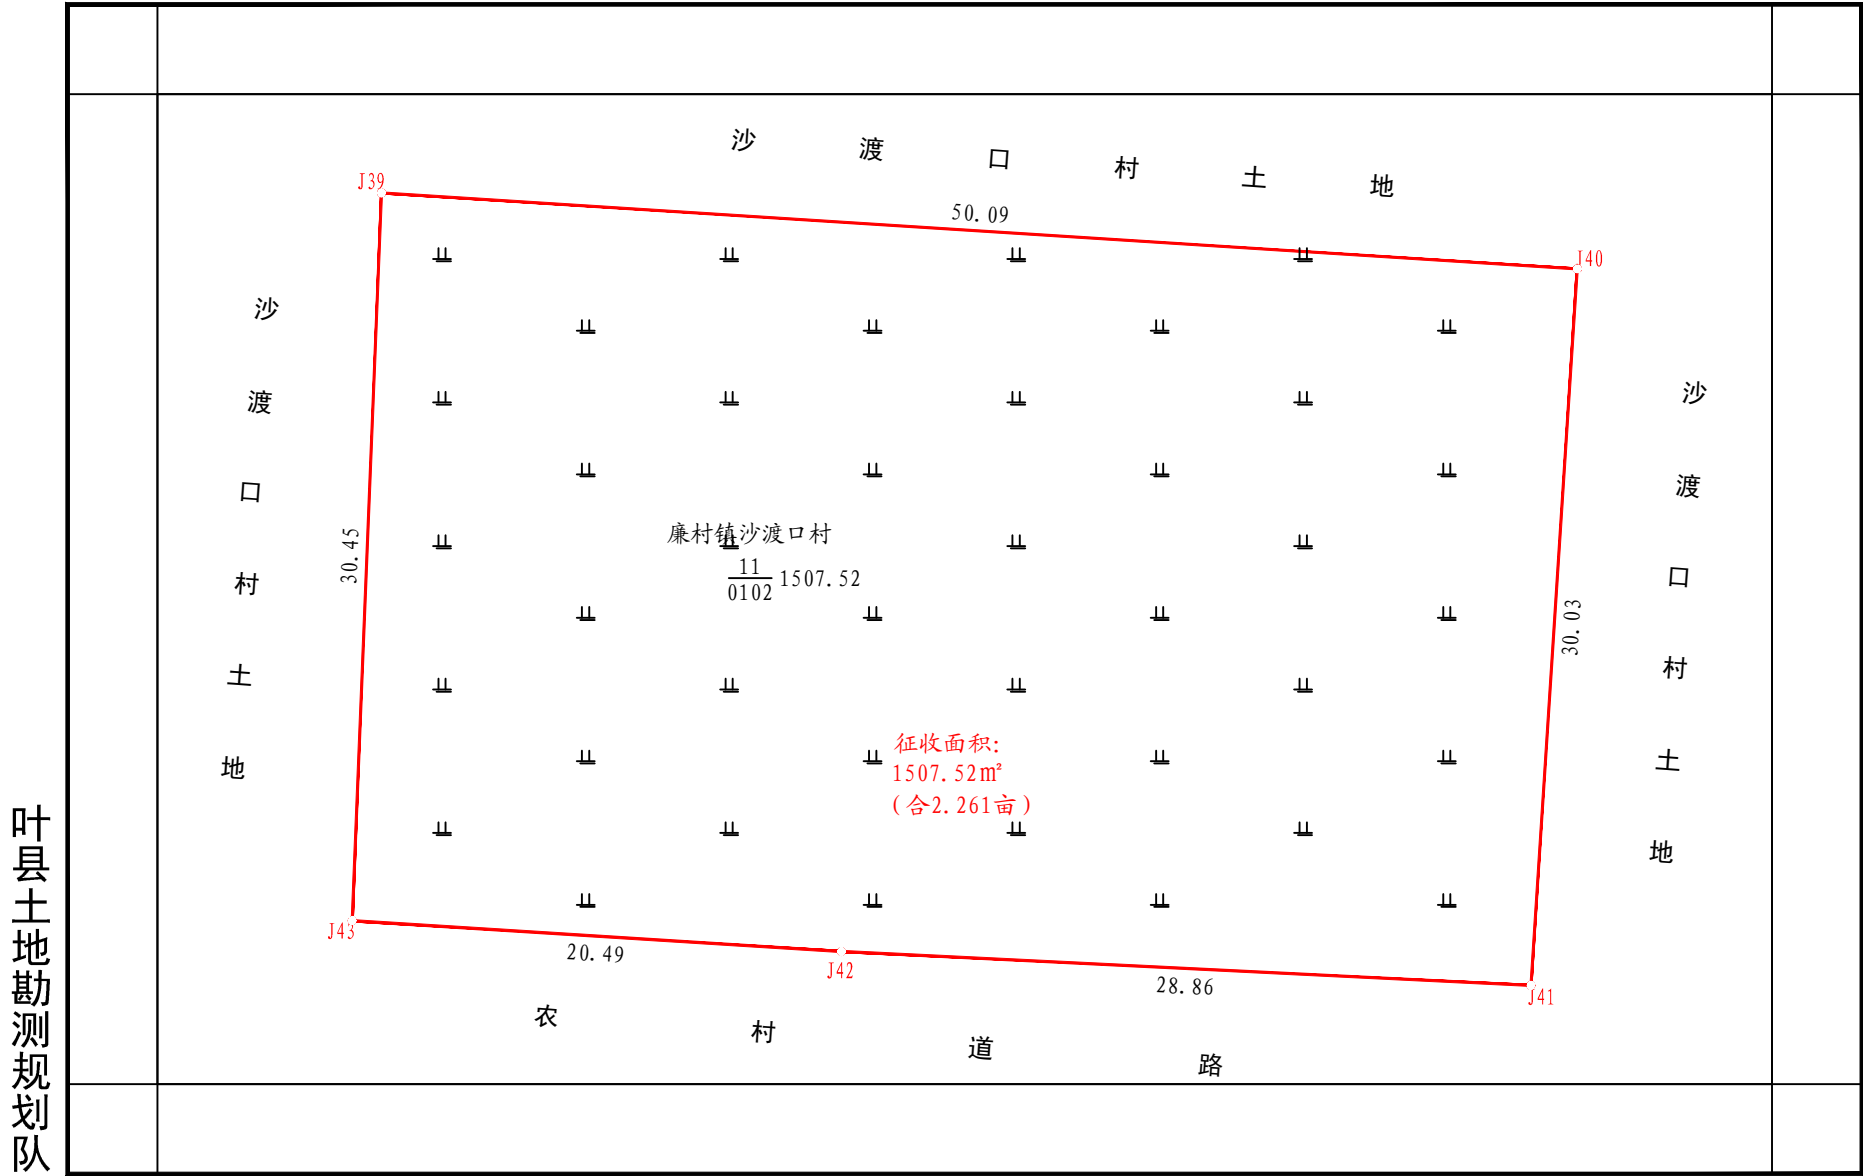 沙渡口村土地
J39
50.09
J40
沙渡口村土地
沙渡口村土地
30.45
廉村镇沙渡口村
11
0102
1507.52
30.03
征收面积:
1507.52m²
(合2.261亩)
J43
20.49
J42
28.86
J41
农村道路
叶县土地勘测规划队